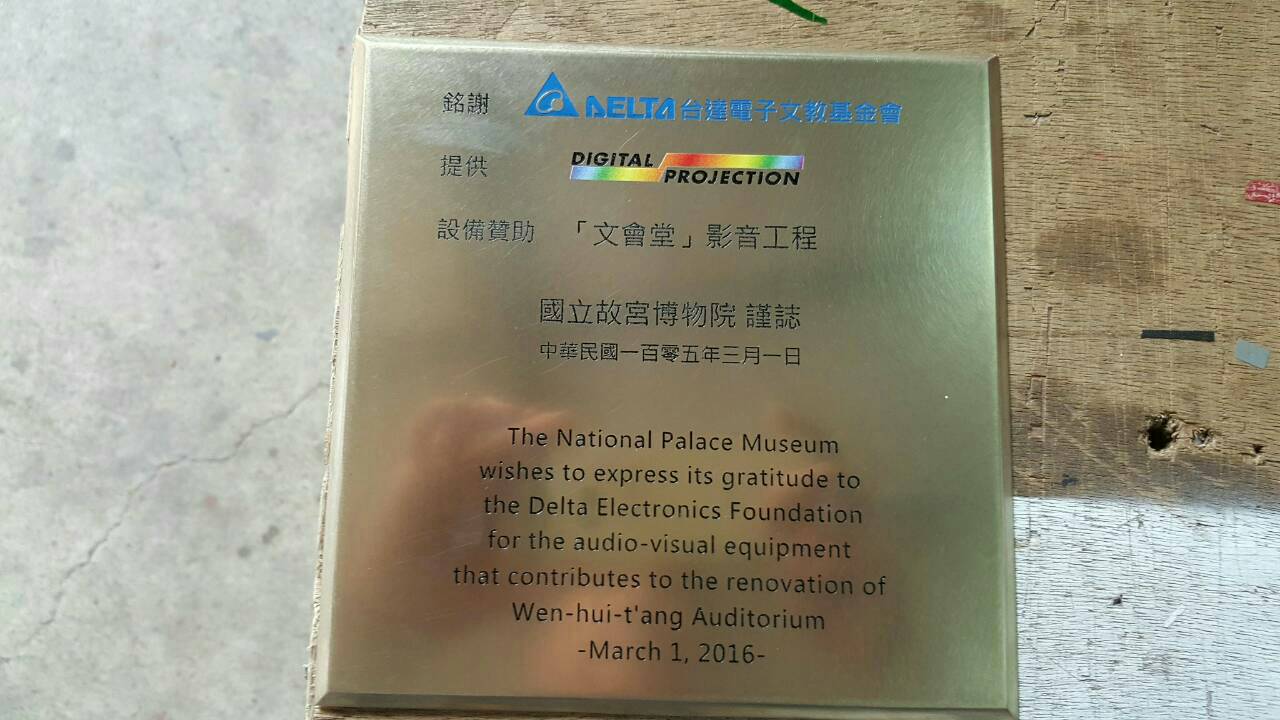 銘謝 DELTA 台達電子文教基金會
提供 DIGITAL PROJECTION
設備贊助 「文會堂」影音工程
國立故宮博物院 謹誌
中華民國一百零五年三月一日
The National Palace Museum
wishes to express its gratitude to
the Delta Electronics Foundation
for the audio-visual equipment
that contributes to the renovation of
Wen-hui-t'ang Auditorium
-March 1, 2016-